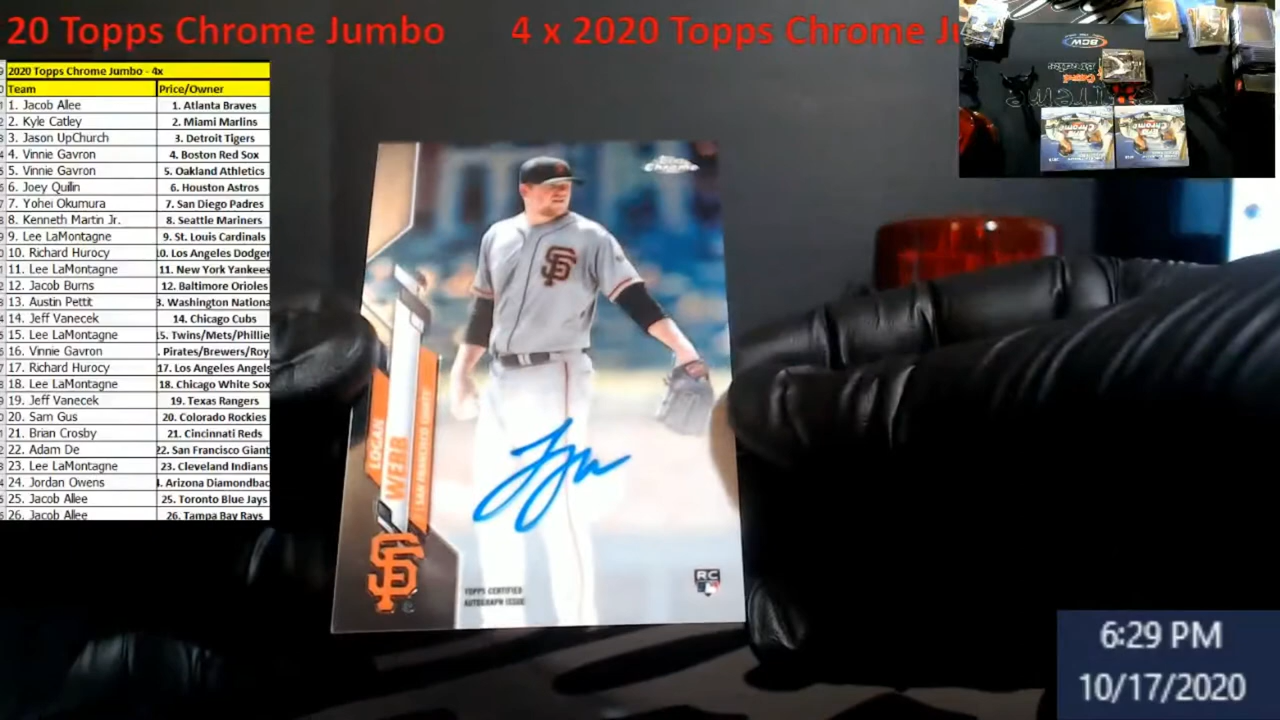 20 Topps Chrome Jumbo 4 x 2020 Topps Chrome Ju
2020 Topps Chrome Jumbo - 4x
Team Price/Owner
1. Jacob Allee 1. Atlanta Braves
2. Kyle Catley 2. Miami Marlins
3. Jason UpChurch 3. Detroit Tigers
4. Vinnie Gavron 4. Boston Red Sox
5. Vinnie Gavron 5. Oakland Athletics
6. Joey Quilin 6. Houston Astros
7. Yohei Okumura 7. San Diego Padres
8. Kenneth Martin Jr. 8. Seattle Mariners
9. Lee LaMontagne 9. St. Louis Cardinals
10. Richard Hurocy 10. Los Angeles Dodger
11. Lee LaMontagne 11. New York Yankees
12. Jacob Burns 12. Baltimore Orioles
13. Austin Pettit 3. Washington Nationa
14. Jeff Vanecek 14. Chicago Cubs
15. Lee LaMontagne 15. Twins/Mets/Phillie
16. Vinnie Gavron . Pirates/Brewers/Roy
17. Richard Hurocy 17. Los Angeles Angels
18. Lee LaMontagne 18. Chicago White Sox
19. Jeff Vanecek 19. Texas Rangers
20. Sam Gus 20. Colorado Rockies
21. Brian Crosby 21. Cincinnati Reds
22. Adam De 22. San Francisco Giant
23. Lee LaMontagne 23. Cleveland Indians
24. Jordan Owens 4. Arizona Diamondbac
25. Jacob Allee 25. Toronto Blue Jays
26. Jacob Allee 26. Tampa Bay Rays
Chrome
SF
LOGAN
WEBB
SAN FRANCISCO GIANTS
SF
TOPPS CERTIFIED
AUTOGRAPH ISSUE
RC
BCW
Chrome
Chrome
6:29 PM
10/17/2020